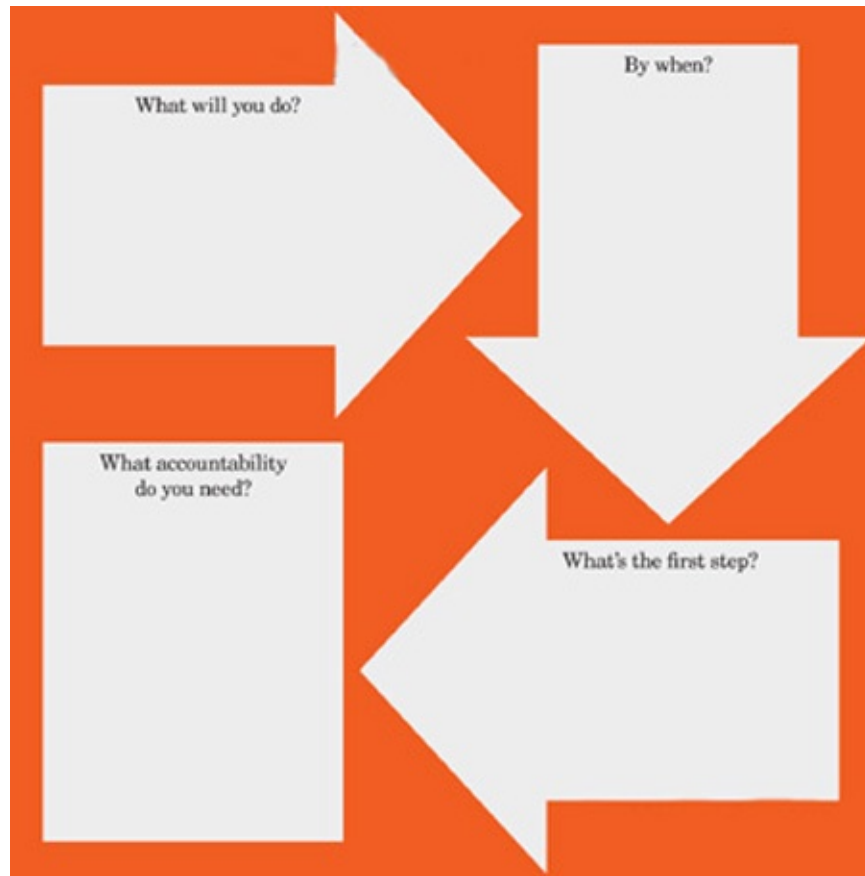 What will you do?
By when?
What's the first step?
What accountability
do you need?